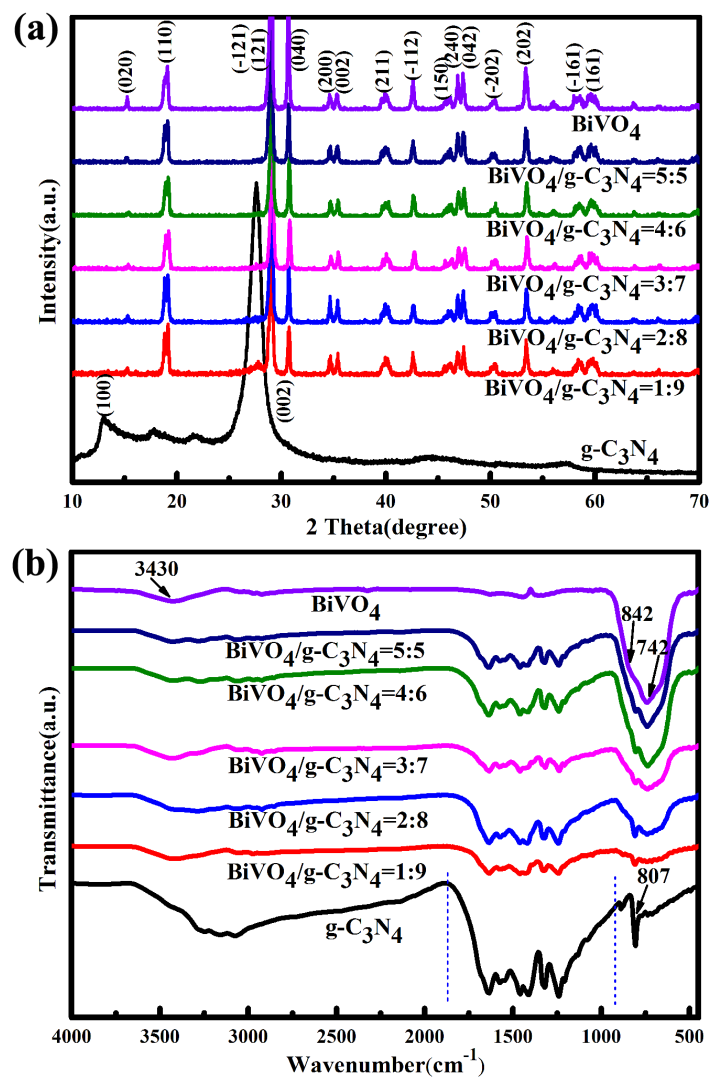 (a)
(020)
(110)
(-121)
(121)
(040)
(200)
(002)
(211)
(-112)
(150)
(240)
(042)
(-202)
(202)
(-161)
(161)
BiVO4
BiVO4/g-C3N4=5:5
BiVO4/g-C3N4=4:6
BiVO4/g-C3N4=3:7
BiVO4/g-C3N4=2:8
BiVO4/g-C3N4=1:9
(100)
(002)
g-C3N4
Intensity(a.u.)
10 20 30 40 50 60 70
2 Theta(degree)
(b)
3430
BiVO4
842
742
BiVO4/g-C3N4=5:5
BiVO4/g-C3N4=4:6
BiVO4/g-C3N4=3:7
BiVO4/g-C3N4=2:8
BiVO4/g-C3N4=1:9
807
g-C3N4
Transmittance(a.u.)
4000 3500 3000 2500 2000 1500 1000 500
Wavenumber(cm-1)